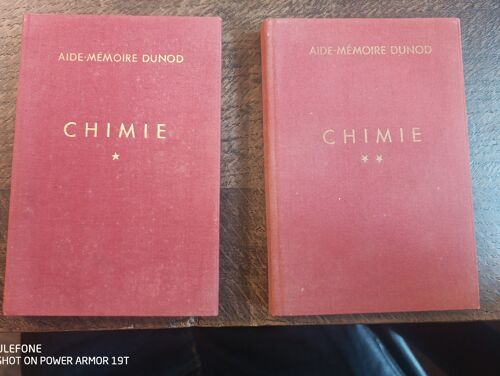 AIDE-MÉMOIRE DUNOD
CHIMIE
AIDE-MÉMOIRE DUNOD
CHIMIE
ULEFONE
SHOT ON POWER ARMOR 19T